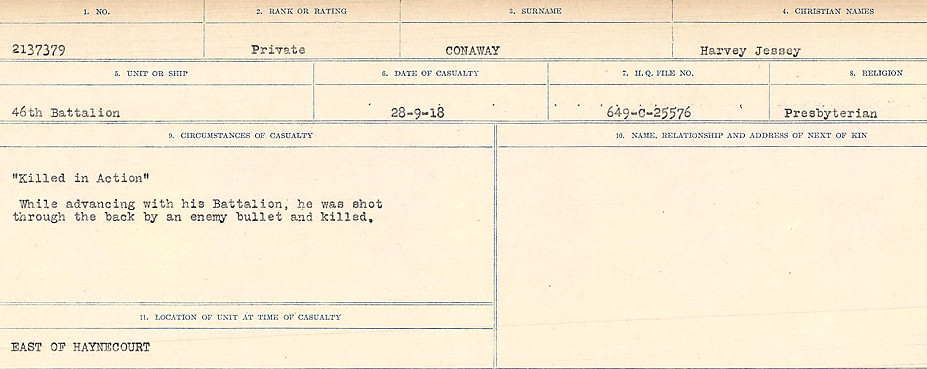 1. NO.
2. RANK OR RATING
3. SURNAME
4. CHRISTIAN NAMES
2137379
Private
CONAWAY
Harvey Jessey
5. UNIT OR SHIP
6. DATE OF CASUALTY
7. H.Q. FILE NO.
8. RELIGION
46th Battalion
28-9-18
649-C-25576
Presbyterian
9. CIRCUMSTANCES OF CASUALTY
10. NAME, RELATIONSHIP AND ADDRESS OF NEXT OF KIN
"Killed in Action"
While advancing with his Battalion, he was shot
through the back by an enemy bullet and killed.
11. LOCATION OF UNIT AT TIME OF CASUALTY
EAST OF HAYNECOURT